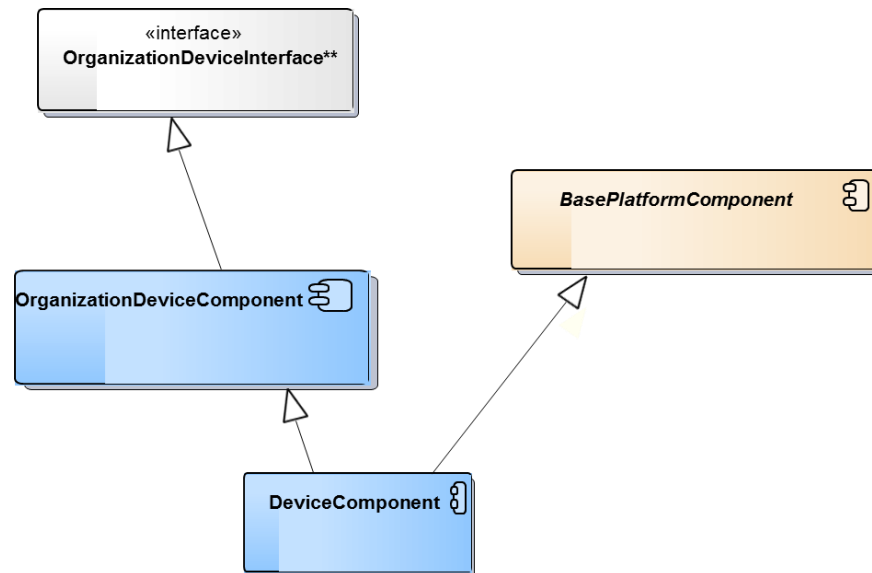 «interface»
OrganizationDeviceInterface**
BasePlatformComponent
OrganizationDeviceComponent
DeviceComponent